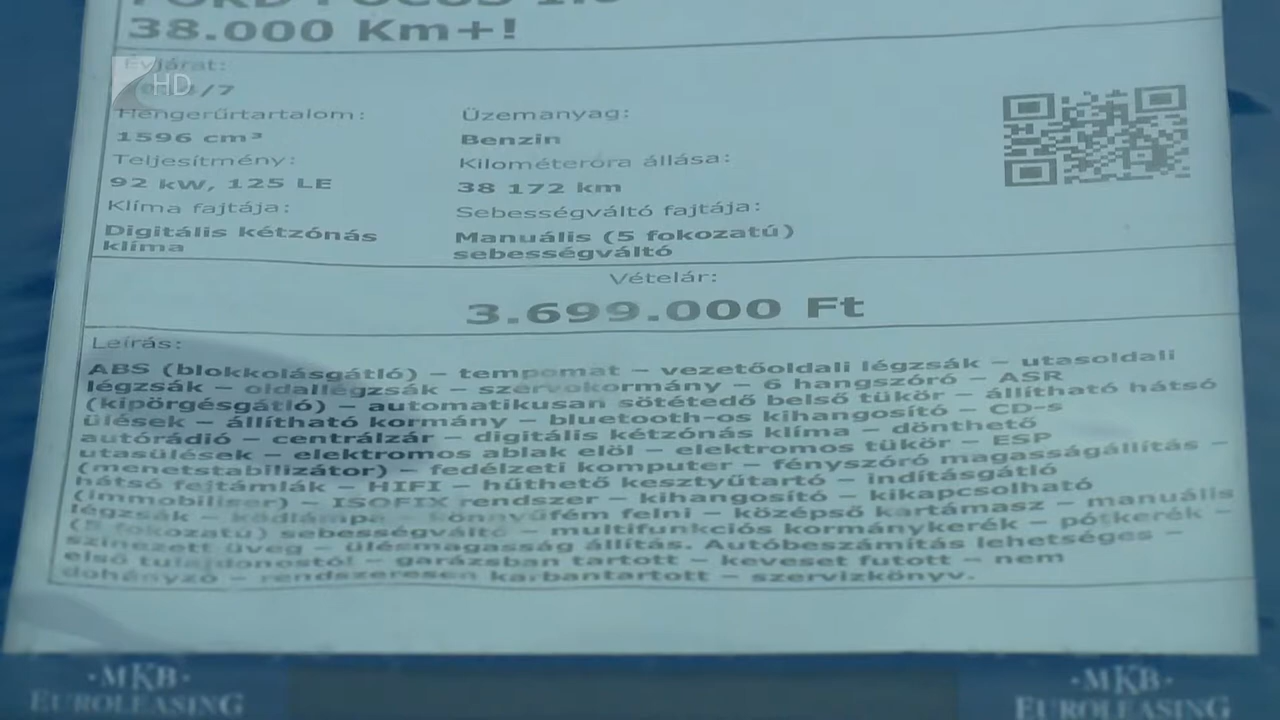 FORD FOCUS 1.6
38.000 Km+!
HD
Évjárat:
/7
Hengerűrtartalom:
1596 cm³
Teljesítmény:
92 kW, 125 LE
Klíma fajtája:
Digitális kétzónás
klíma
Üzemanyag:
Benzin
Kilométeróra állása:
38 172 km
Sebességváltó fajtája:
Manuális (5 fokozatú)
sebességváltó
Vételár:
3.699.000 Ft
Leírás:
ABS (blokkolásgátló) – tempomat – vezetőoldali légzsák – utasoldali
légzsák – oldallégzsák – szervokormány – 6 hangszóró – ASR
(kipörgésgátló) – automatikusan sötétedő belső tükör – állítható hátsó
ülések – állítható kormány – bluetooth-os kihangosító – CD-s
autórádió – centrálzár – digitális kétzónás klíma – dönthető
utasülések – elektromos ablak elöl – elektromos tükör – ESP
(menetstabilizátor) – fedélzeti komputer – fényszóró magasságállítás –
hátsó fejtámlák – HIFI – hűthető kesztyűtartó – indításgátló
(immobiliser) – ISOFIX rendszer – kihangosító – kikapcsolható
légzsák – ködlámpa – könnyűfém felni – középső kartámasz – manuális
(5 fokozatú) sebességváltó – multifunkciós kormánykerék – pótkerék –
színezett üveg – ülésmagasság állítás. Autóbeszámítás lehetséges –
első tulajdonostól – garázsban tartott – keveset futott – nem
dohányzó – rendszeresen karbantartott – szervizkönyv.
·MKB·
EUROLEASING
·MKB·
EUROLEASING